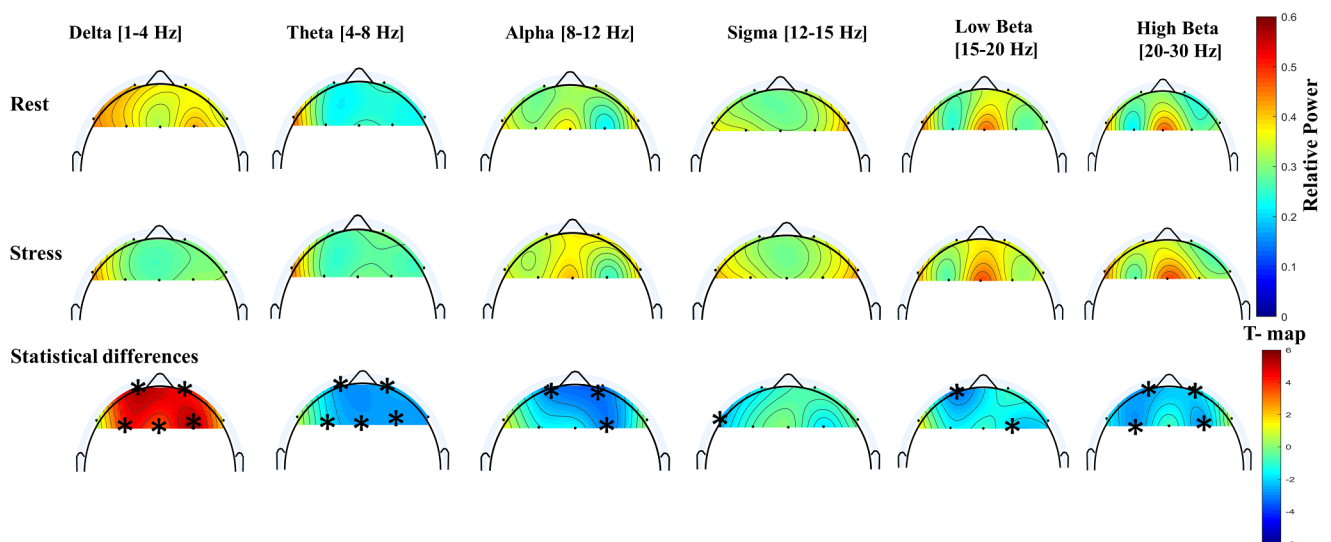 Delta [1-4 Hz]
Theta [4-8 Hz]
Alpha [8-12 Hz]
Sigma [12-15 Hz]
Low Beta
[15-20 Hz]
High Beta
[20-30 Hz]
Rest
Stress
Statistical differences
* * * * *
* * * * *
* * *
*
* *
* * * *
0.6
0.5
0.4
0.3
0.2
0.1
0
Relative Power
T- map
6
4
2
0
-2
-4